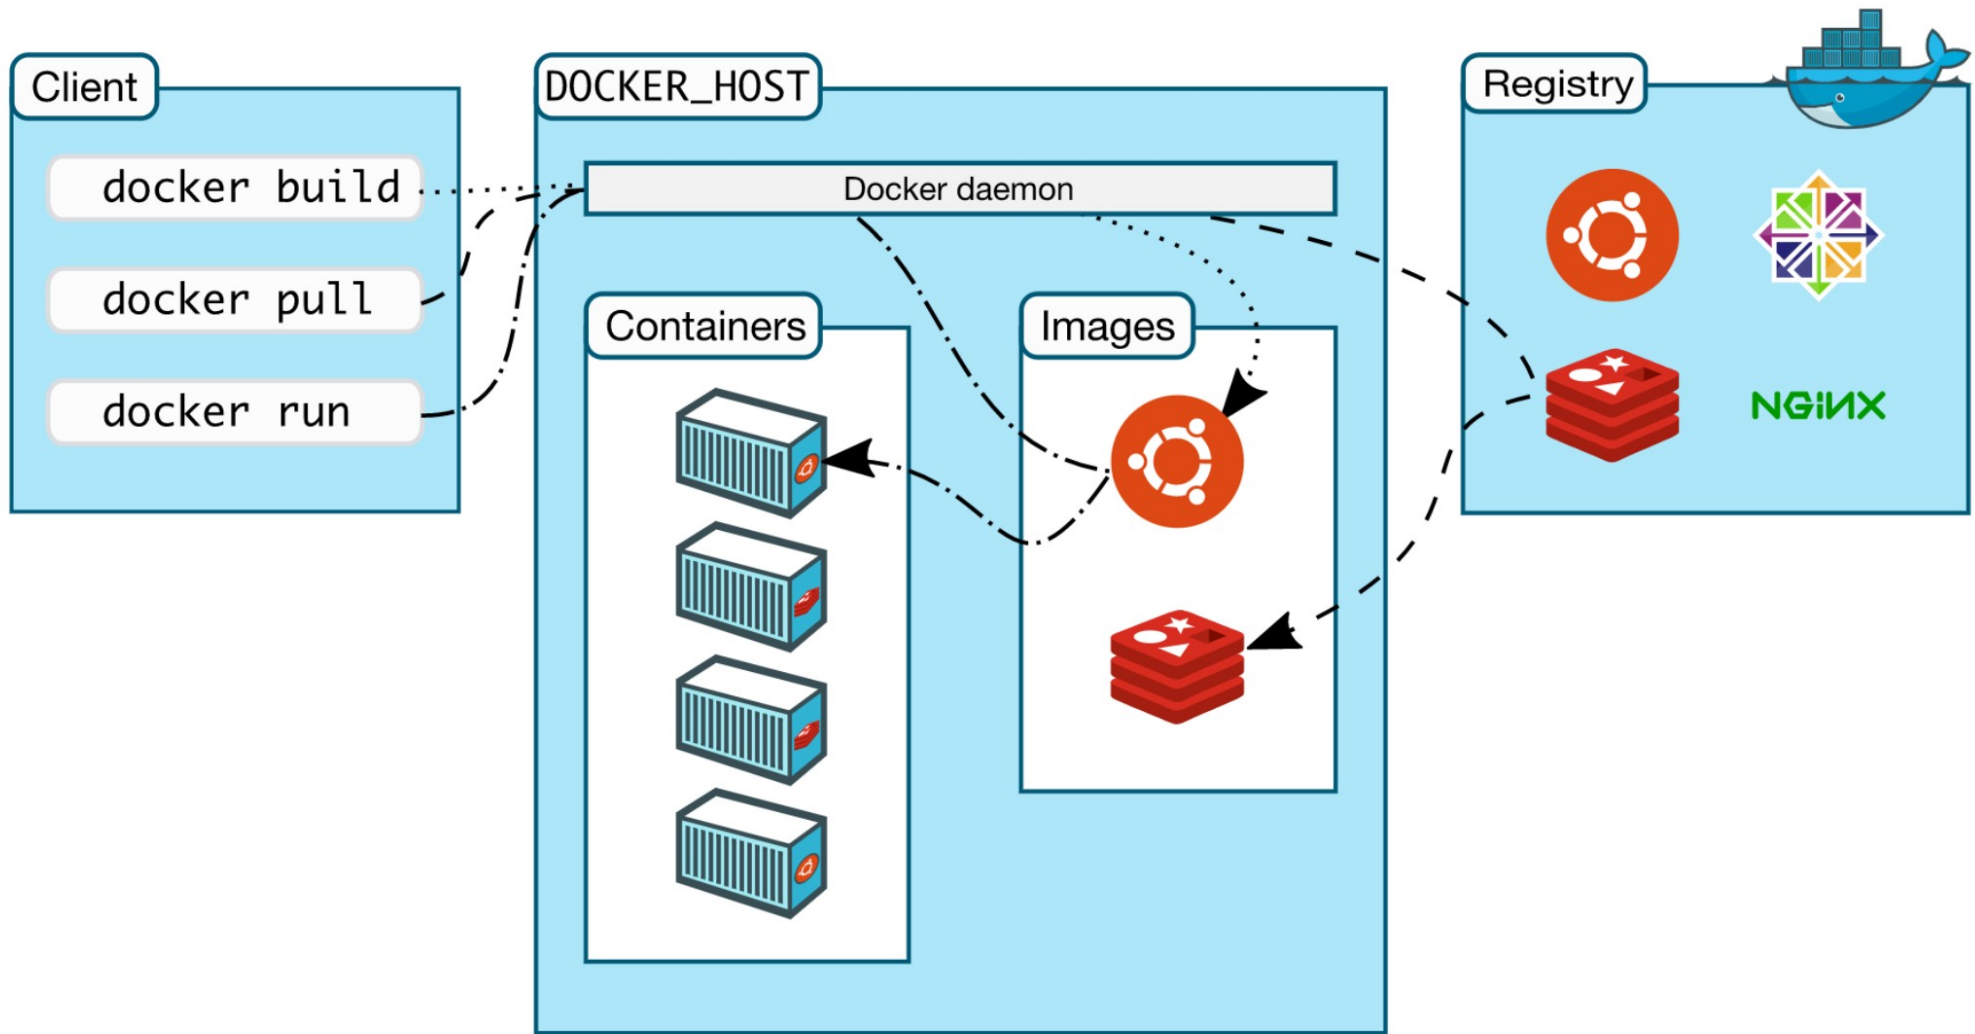 Client
docker build
docker pull
docker run
DOCKER_HOST
Docker daemon
Containers
Images
Registry
NGiNX